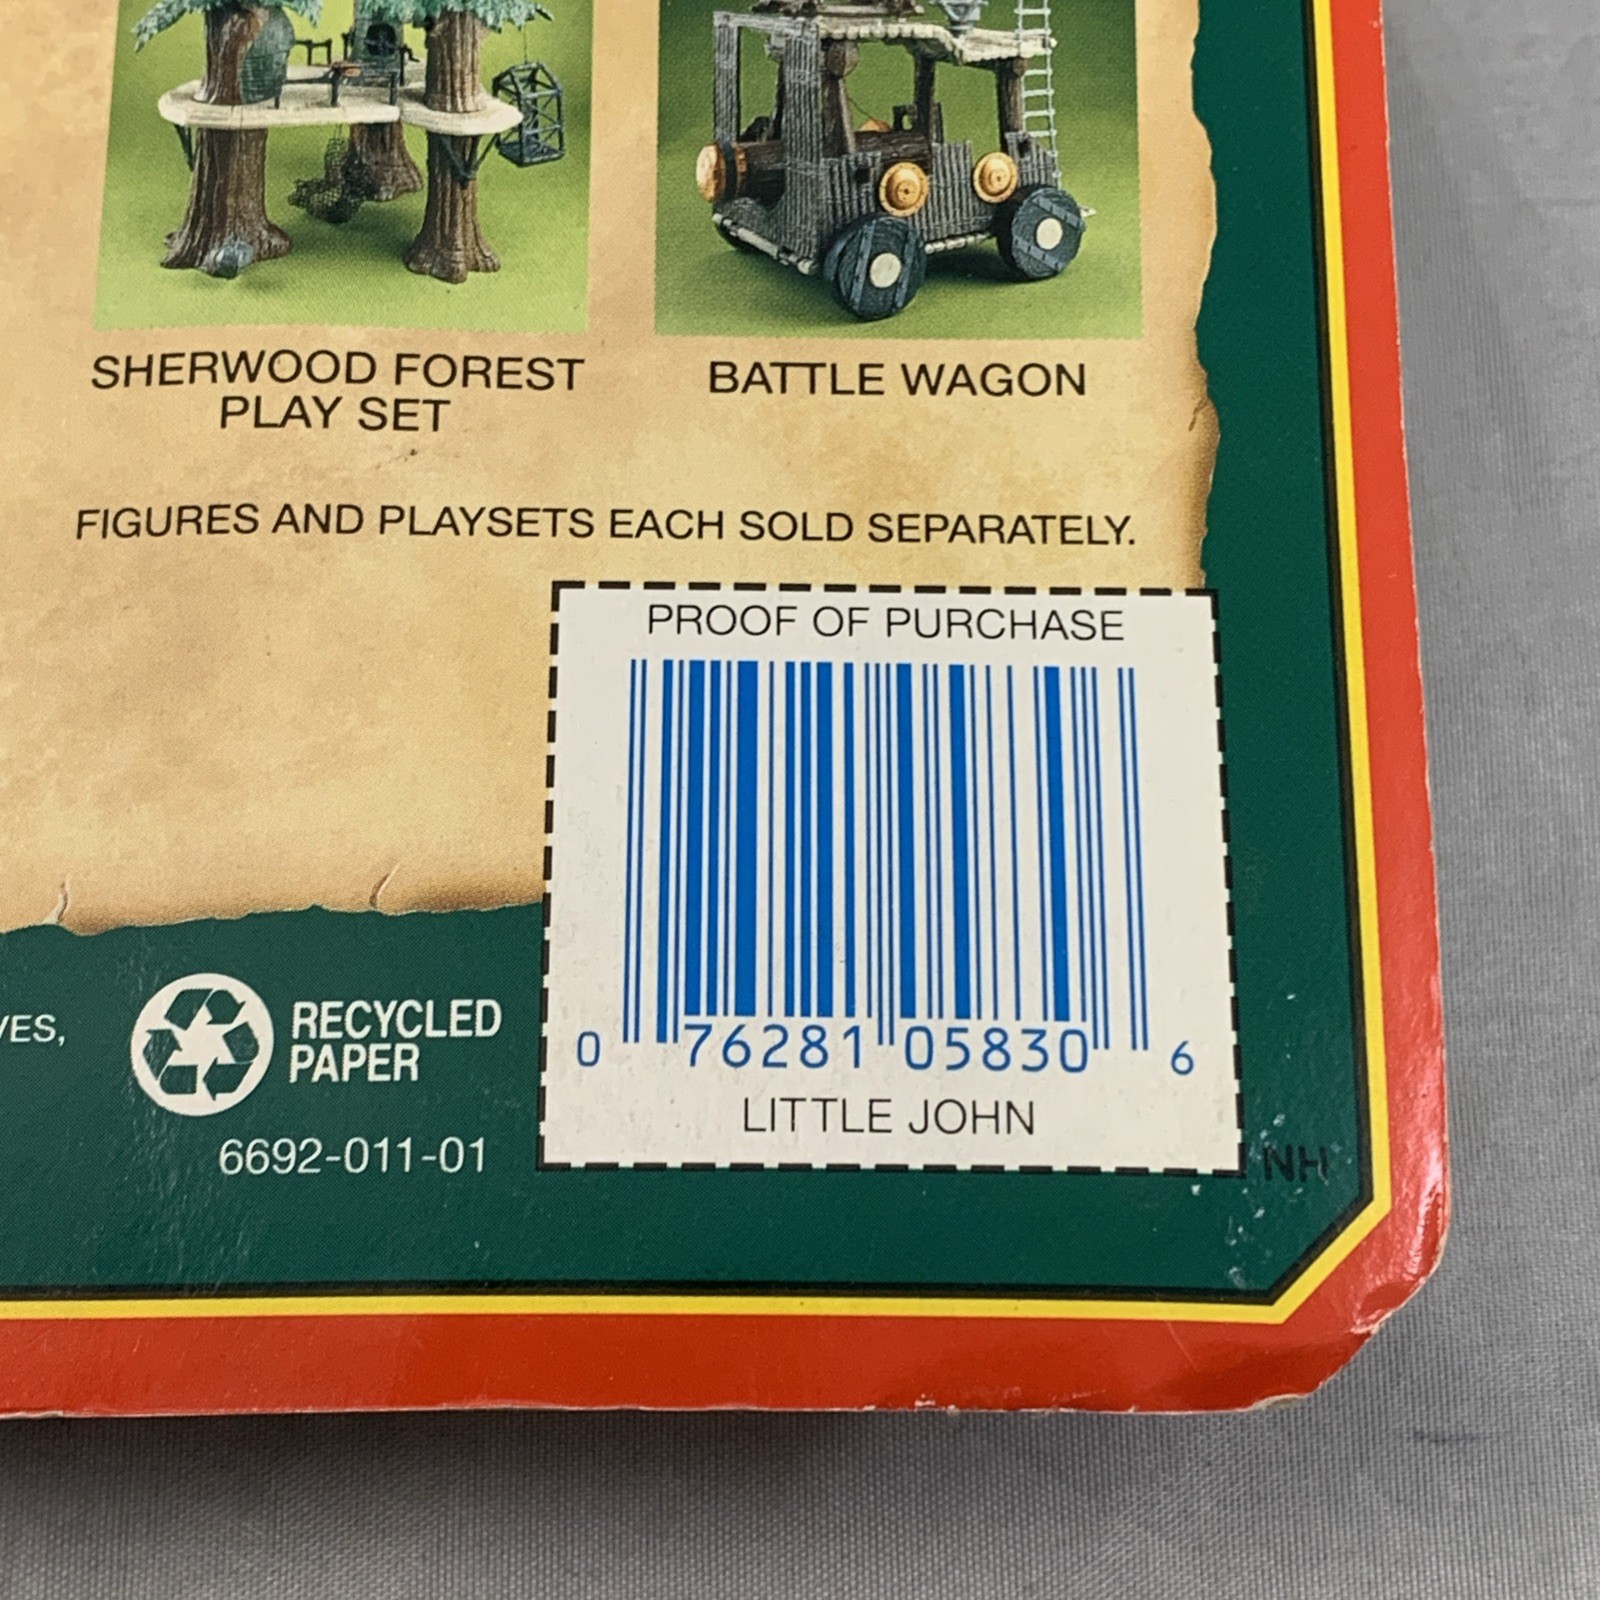 SHERWOOD FOREST
PLAY SET
BATTLE WAGON
FIGURES AND PLAYSETS EACH SOLD SEPARATELY.
PROOF OF PURCHASE
0 76281 05830 6
LITTLE JOHN
NH
VES,
RECYCLED
PAPER
6692-011-01